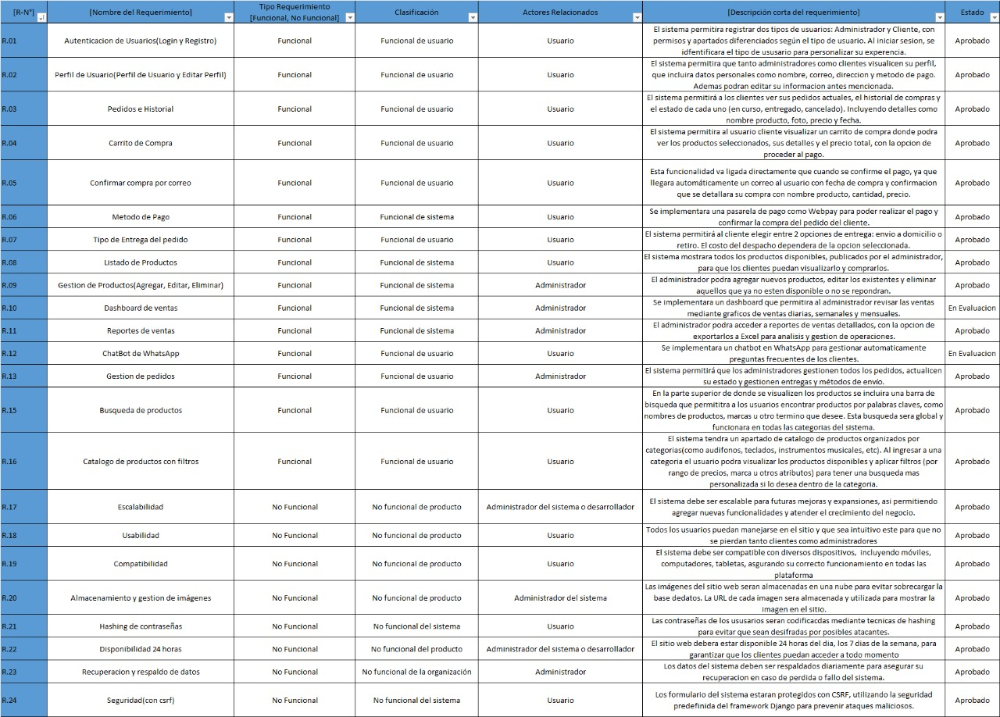 [R-N°]
[Nombre del Requerimiento]
Tipo Requerimiento
[Funcional, No Funcional]
Clasificación
Actores Relacionados
[Descripción corta del requerimiento]
Estado
R.01
Autenticacion de Usuarios(Login y Registro)
Funcional
Funcional de usuario
Usuario
El sistema permitira registrar dos tipos de usuarios: Administrador y Cliente, con
permisos y apartados diferenciados según el tipo de usuario. Al iniciar sesion, se
idfentificara el tipo de ususario para personalizar su experencia.
Aprobado
R.02
Perfil de Usuario(Perfil de Usuario y Editar Perfil)
Funcional
Funcional de usuario
Usuario
El sistema permitira que tanto administradores como clientes visualicen su perfil,
que incluira datos personales como nombre, correo, direccion y metodo de pago.
Ademas podran editar su informacion antes mencionada.
Aprobado
R.03
Pedidos e Historial
Funcional
Funcional de usuario
Usuario
El sistema permitirá a los clientes ver sus pedidos actuales, el historial de compras y
el estado de cada uno (en curso, entregado, cancelado). Incluyendo detalles como
nombre producto, foto, precio y fecha.
Aprobado
R.04
Carrito de Compra
Funcional
Funcional de usuario
Usuario
El sistema permitira al usuario cliente visualizar un carrito de compra donde podra
ver los productos seleccionados, sus detalles y el precio total, con la opcion de
proceder al pago.
Aprobado
R.05
Confirmar compra por correo
Funcional
Funcional de usuario
Usuario
Esta funcionalidad va ligada directamente que cuando se confirme el pago, ya que
llegara automáticamente un correo al usuario con fecha de compra y confirmacion
que se detallara su compra con nombre producto, cantidad, precio.
Aprobado
R.06
Metodo de Pago
Funcional
Funcional de sistema
Usuario
Se implementara una pasarela de pago como Webpay para poder realizar el pago y
confirmar la compra del pedido del cliente.
Aprobado
R.07
Tipo de Entrega del pedido
Funcional
Funcional de usuario
Usuario
El sistema permitirá al cliente elegir entre 2 opciones de entrega: envio a domicilio o
retiro. El costo del despacho dependera de la opcion seleccionada.
Aprobado
R.08
Listado de Productos
Funcional
Funcional de sistema
Usuario
El sistema mostrara todos los productos disponibles, publicados por el administrador,
para que los clientes puedan visualizarlo y comprarlos.
Aprobado
R.09
Gestion de Productos(Agregar, Editar, Eliminar)
Funcional
Funcional de sistema
Administrador
El administrador podra agregar nuevos productos, editar los existentes y eliminar
aquellos que ya no esten disponible o no se repondran.
Aprobado
R.10
Dashboard de ventas
Funcional
Funcional de sistema
Administrador
Se implementara un dashboard que permitira al administrador revisar las ventas
mediante graficos de ventas diarias, semanales y mensuales.
En Evaluacion
R.11
Reportes de ventas
Funcional
Funcional de sistema
Administrador
El administrador podra acceder a reportes de ventas detallados, con la opcion de
exportarlos a Excel para analisis y gestion de operaciones.
Aprobado
R.12
ChatBot de WhatsApp
Funcional
Funcional de sistema
Usuario
Se implementara un chatbot en WhatsApp para gestionar automaticamente
preguntas frecuentes de los clientes.
En Evaluacion
R.13
Gestion de pedidos
Funcional
Funcional de sistema
Administrador
El sistema permitirá que los administradores gestionen todos los pedidos, actualicen
su estado y gestionen entregas y métodos de envío.
Aprobado
R.15
Busqueda de productos
Funcional
Funcional de usuario
Usuario
En la parte superior de donde se visualizen los productos se incluira una barra de
bisqueda que permititra a los usuarios encontrar productos por palabras claves, como
nombres de productos, marcas u otro termino que desee. Esta busqueda sera global y
funcionara en todas las categorias del sistema.
Aprobado
R.16
Catalogo de productos con filtros
Funcional
Funcional de usuario
Usuario
El sistema tendra un apartado de catalogo de productos organizados por
categorias(como audifonos, teclados, instrumentos musicales, etc). Al ingresar a una
categoria el usuario podra visualizar los productos disponibles y aplicar filtros (por
rango de precios, marca u otros atributos) para tener una busqueda mas
personalizada si lo desea dentro de la categoria.
Aprobado
R.17
Escalabilidad
No Funcional
No funcional de producto
Administrador del sistema o desarrollador
El sistema debe ser escalable para futuras mejoras y expansiones, asi permitiendo
agregar nuevas funcionalidades y atender el crecimiento del negocio.
Aprobado
R.18
Usabilidad
No Funcional
No funcional de producto
Usuario
Todos los usuarios puedan manejarse en el sitio y que sea intuitivo este para que no
se pierdan tanto clientes como administradores
Aprobado
R.19
Compatibilidad
No Funcional
No funcional de producto
Usuario
El sistema debe ser compatible con diversos dispositivos, incluyendo móviles,
computadores, tabletas, asgurando su correcto funcionamiento en todas las
plataforma
Aprobado
R.20
Almacenamiento y gestion de imágenes
No Funcional
No funcional de producto
Administrador del sistema
Las imágenes del sitio web seran almacenadas en una nube para evitar sobrecargar la
base dedatos. La URL de cada imagen sera almacenada y utilizada para mostrar la
imagen en el sitio.
Aprobado
R.21
Hashing de contraseñas
No Funcional
No funcional del sistema
Usuario
Las contraseñas de los ususarios seran codificacdas mediante tecnicas de hashing
para evitar que sean desifradas por posibles atacantes.
Aprobado
R.22
Disponibilidad 24 horas
No Funcional
No funcional del producto
Administrador del sistema o desarrollador
El sitio web debera estar disponible 24 horas del dia, los 7 dias de la semana, para
garantizar que los clientes puedan acceder a todo momento
Aprobado
R.23
Recuperacion y respaldo de datos
No Funcional
No funcional de la organización
Administrador
Los datos del sistema deben ser respaldados diariamente para asegurar su
recuperacion en caso de perdida o fallo del sistema.
Aprobado
R.24
Seguridad(con csrf)
No Funcional
No funcional del sistema
Usuario
Los formulario del sistema estaran protegidos con CSRF, utilizando la seguridad
predefinida del framework Django para prevenir ataques maliciosos.
Aprobado